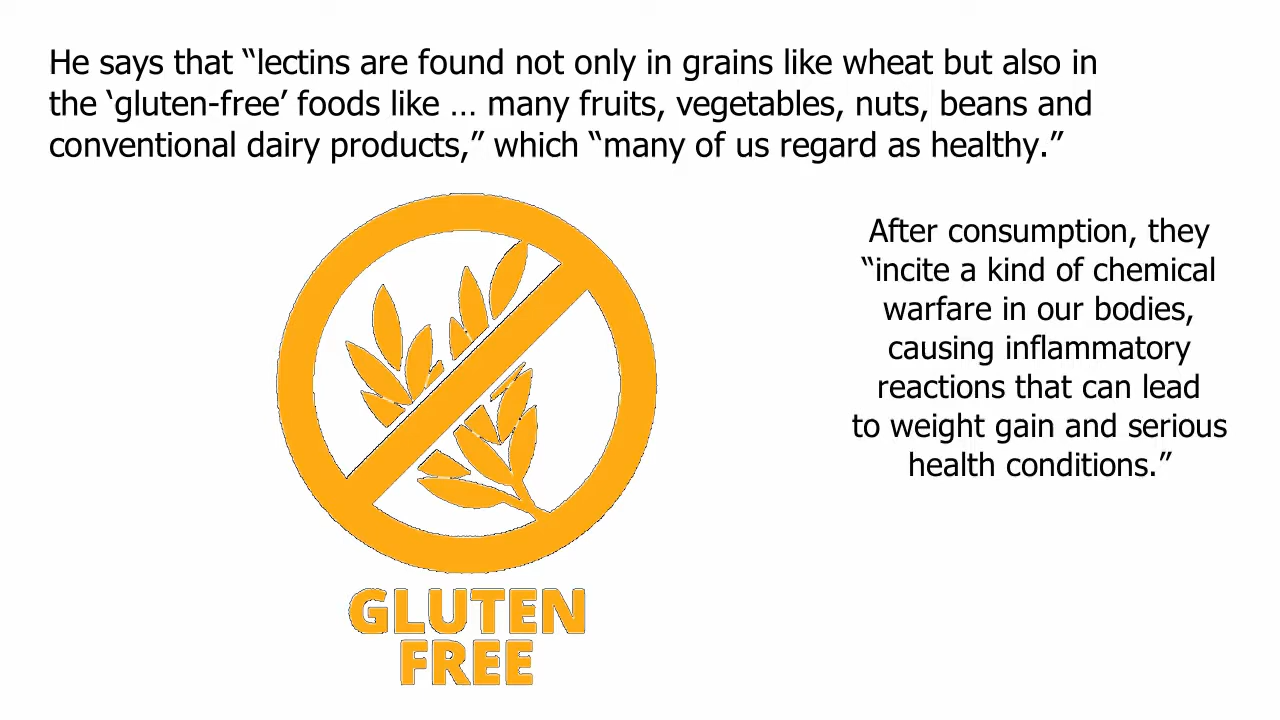 He says that “lectins are found not only in grains like wheat but also in
the ‘gluten-free’ foods like … many fruits, vegetables, nuts, beans and
conventional dairy products,” which “many of us regard as healthy.”
After consumption, they
“incite a kind of chemical
warfare in our bodies,
causing inflammatory
reactions that can lead
to weight gain and serious
health conditions.”
GLUTEN
FREE